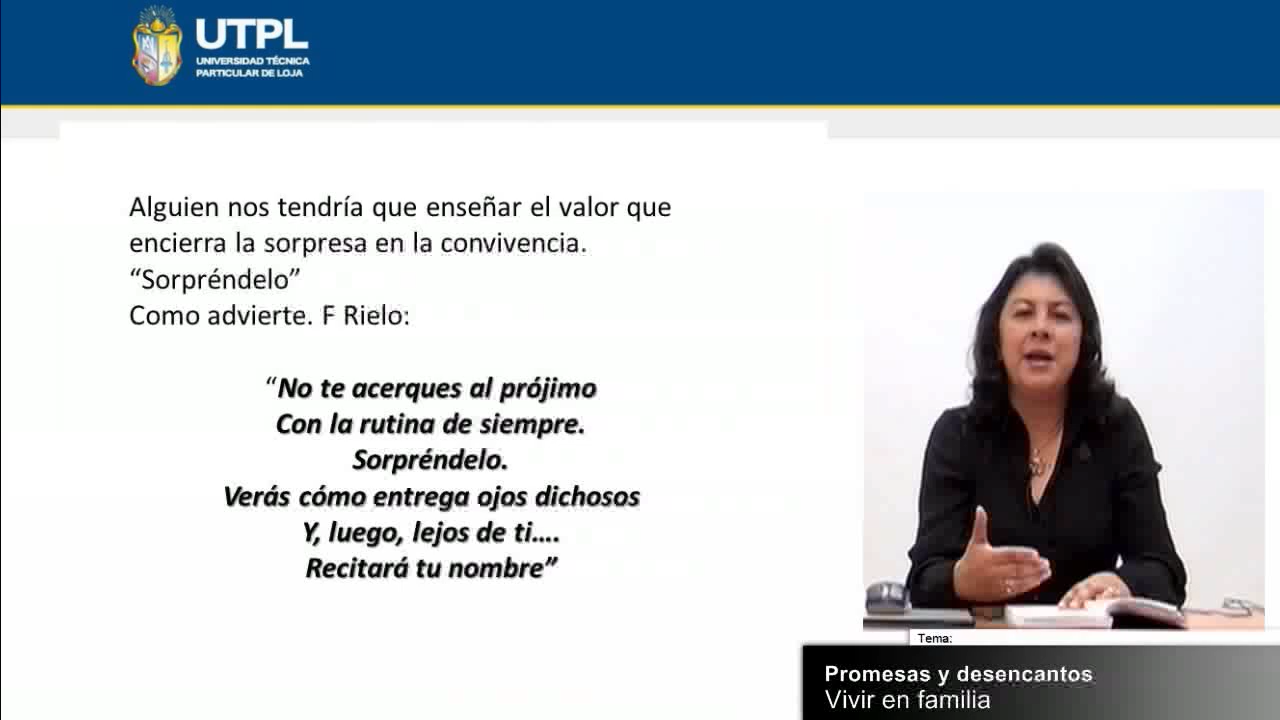 UTPL
UNIVERSIDAD TÉCNICA
PARTICULAR DE LOJA
Alguien nos tendría que enseñar el valor que
encierra la sorpresa en la convivencia.
“Sorpréndelo”
Como advierte. F Rielo:
“No te acerques al prójimo
Con la rutina de siempre.
Sorpréndelo.
Verás cómo entrega ojos dichosos
Y, luego, lejos de ti….
Recitará tu nombre”
Tema:
Promesas y desencantos
Vivir en familia